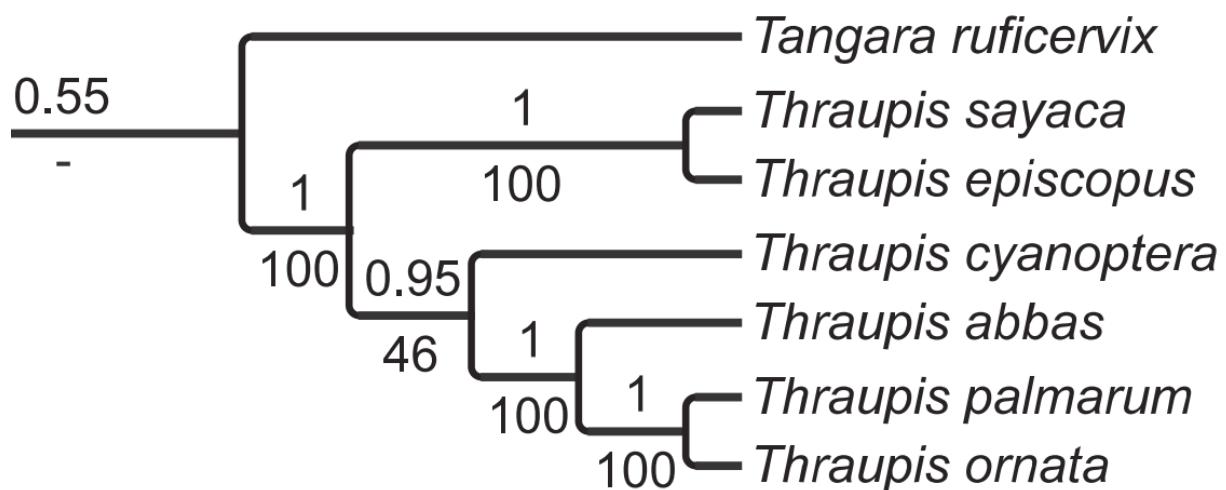 Tangara ruficervix
0.55
1
Thraupis sayaca
-
100
Thraupis episcopus
1
Thraupis cyanoptera
100
0.95
Thraupis abbas
46
1
Thraupis palmarum
100
1
Thraupis ornata
100